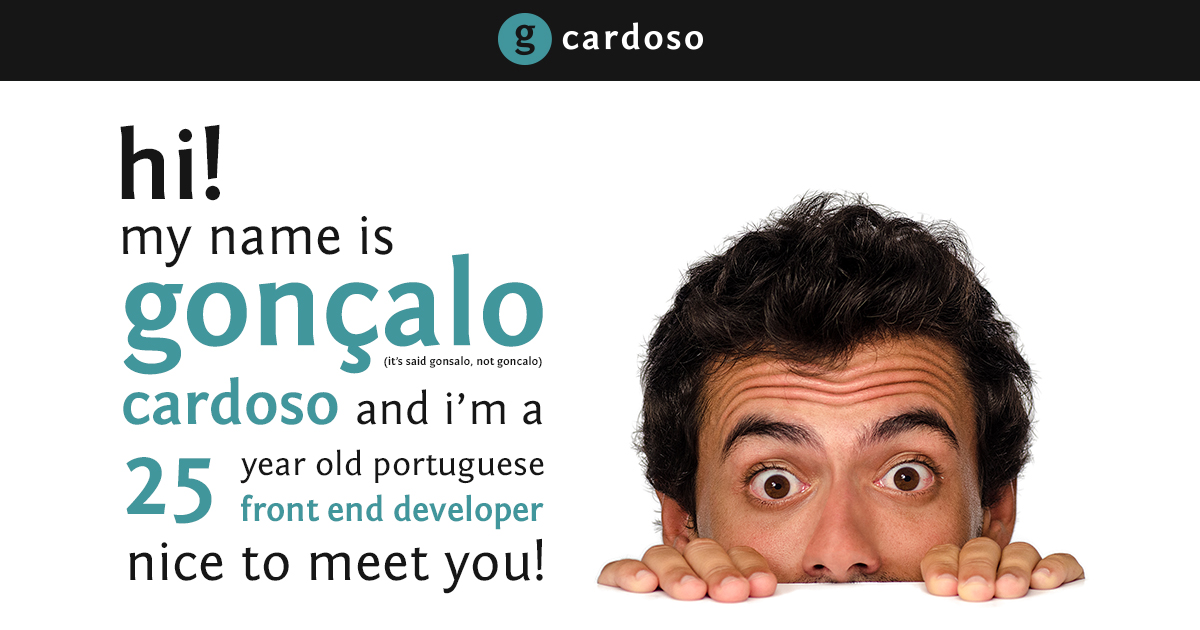 g cardoso
hi!
my name is
gonçalo
(it's said gonsalo, not goncalo)
cardoso and i’m a
25 year old portuguese
front end developer
nice to meet you!